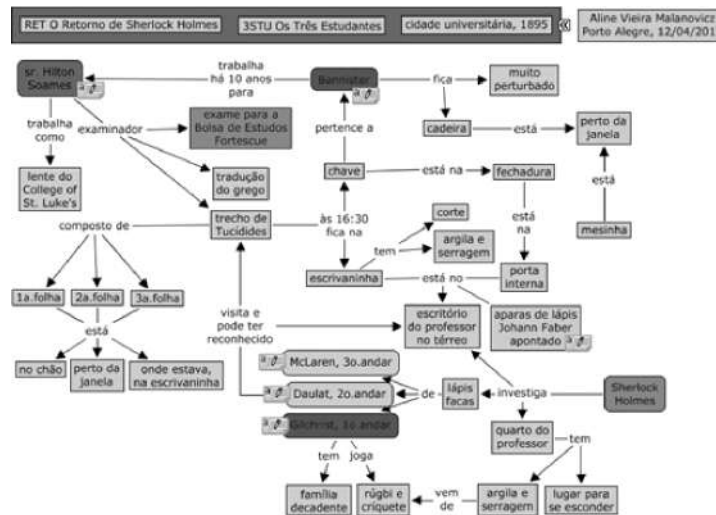 RET O Retorno de Sherlock Holmes
3STU Os Três Estudantes
cidade universitária, 1895
Aline Vieira Malanovicz
Porto Alegre, 12/04/201
sr. Hilton
Soames
trabalha
há 10 anos
para
Bannister
fica
muito
perturbado
trabalha
como
examinador
exame para a
Bolsa de Estudos
Fortescue
pertence a
cadeira
está
perto da
janela
lente do
College of
St. Luke's
tradução
do grego
chave
está na
fechadura
está
composto de
trecho de
Tucídides
às 16:30
fica na
corte
tem
argila e
serragem
está
na
mesinha
1a.folha
2a.folha
3a.folha
escrivaninha
está no
porta
interna
está
visita e
pode ter
reconhecido
escritório
do professor
no térreo
aparas de lápis
Johann Faber
apontado
no chão
perto da
janela
onde estava,
na escrivaninha
McLaren, 3o.andar
Daulat, 2o.andar
de
lápis
facas
investiga
Sherlock
Holmes
Gilchrist, 1o.andar
quarto do
professor
tem
tem
joga
família
decadente
rúgbi e
críquete
vem
de
argila e
serragem
lugar para
se esconder